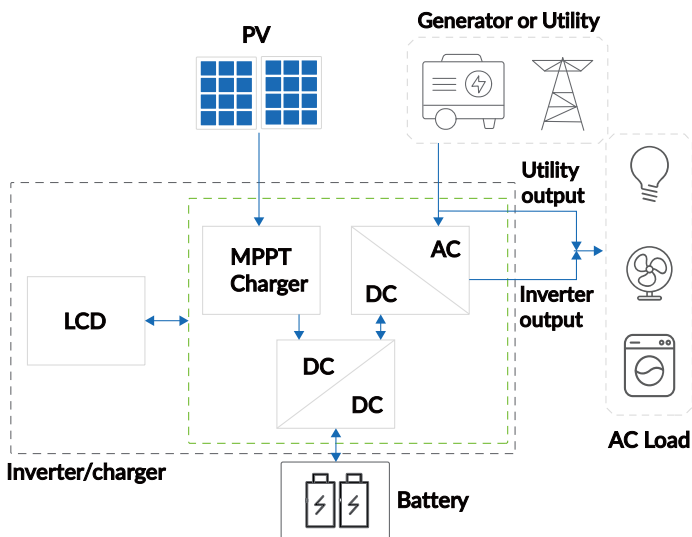 Generator or Utility
PV
Utility
output
MPPT
Charger
AC
DC
LCD
Inverter
output
DC
DC
AC Load
Inverter/charger
Battery